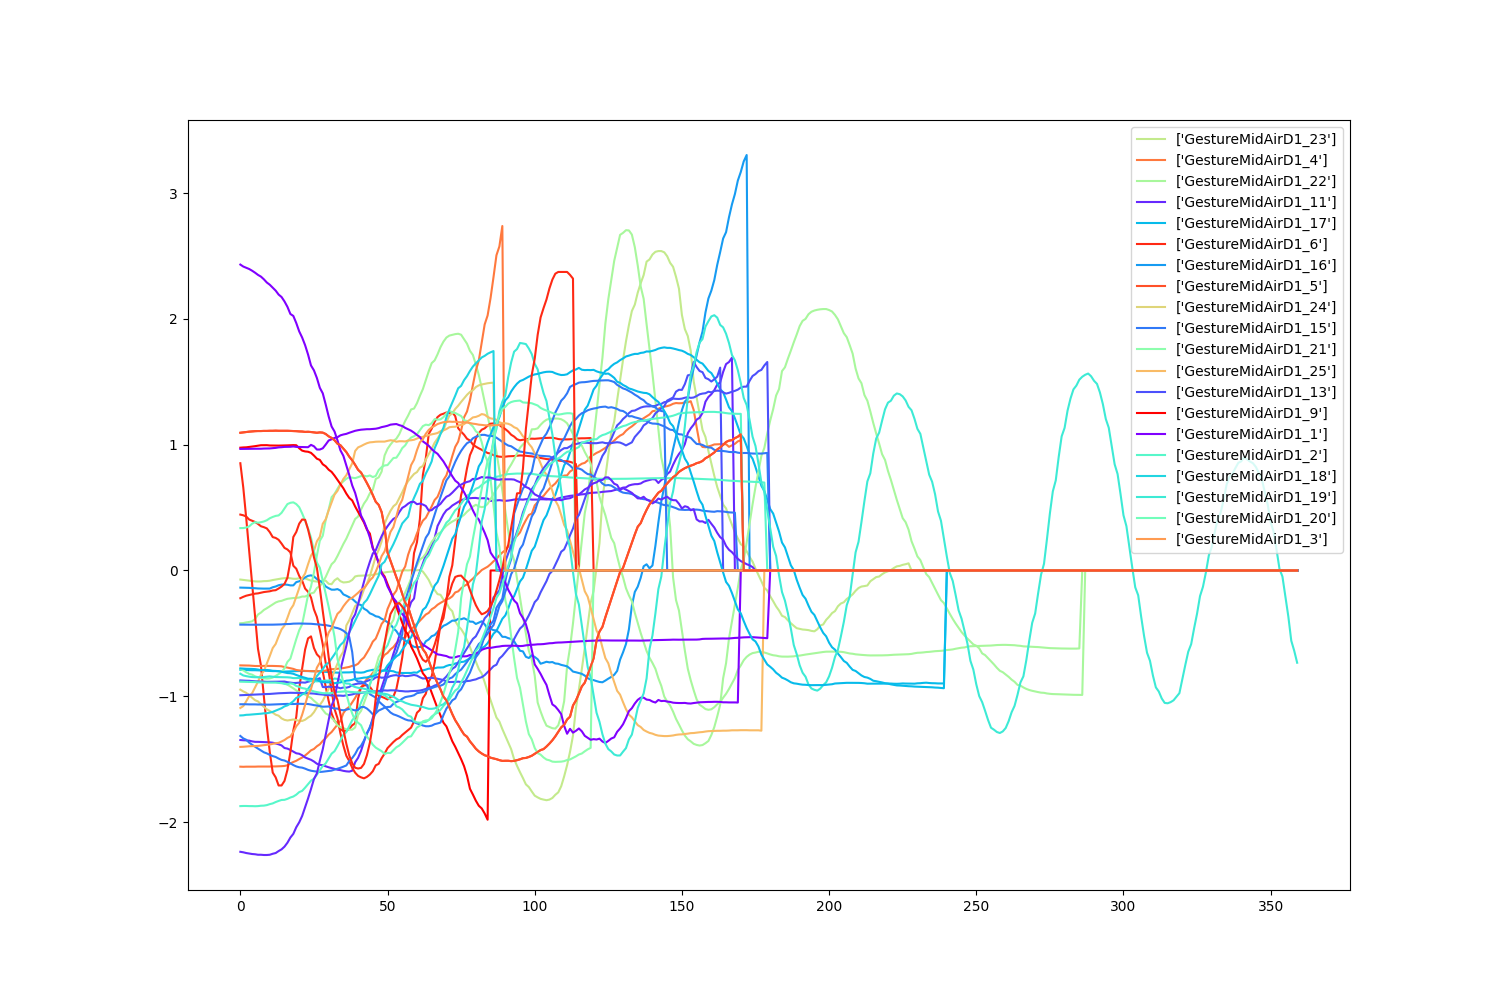 ['GestureMidAirD1_23']
['GestureMidAirD1_4']
['GestureMidAirD1_22']
['GestureMidAirD1_11']
['GestureMidAirD1_17']
['GestureMidAirD1_6']
['GestureMidAirD1_16']
['GestureMidAirD1_5']
['GestureMidAirD1_24']
['GestureMidAirD1_15']
['GestureMidAirD1_21']
['GestureMidAirD1_25']
['GestureMidAirD1_13']
['GestureMidAirD1_9']
['GestureMidAirD1_1']
['GestureMidAirD1_2']
['GestureMidAirD1_18']
['GestureMidAirD1_19']
['GestureMidAirD1_20']
['GestureMidAirD1_3']
3
2
1
0
−1
−2
0 50 100 150 200 250 300 350